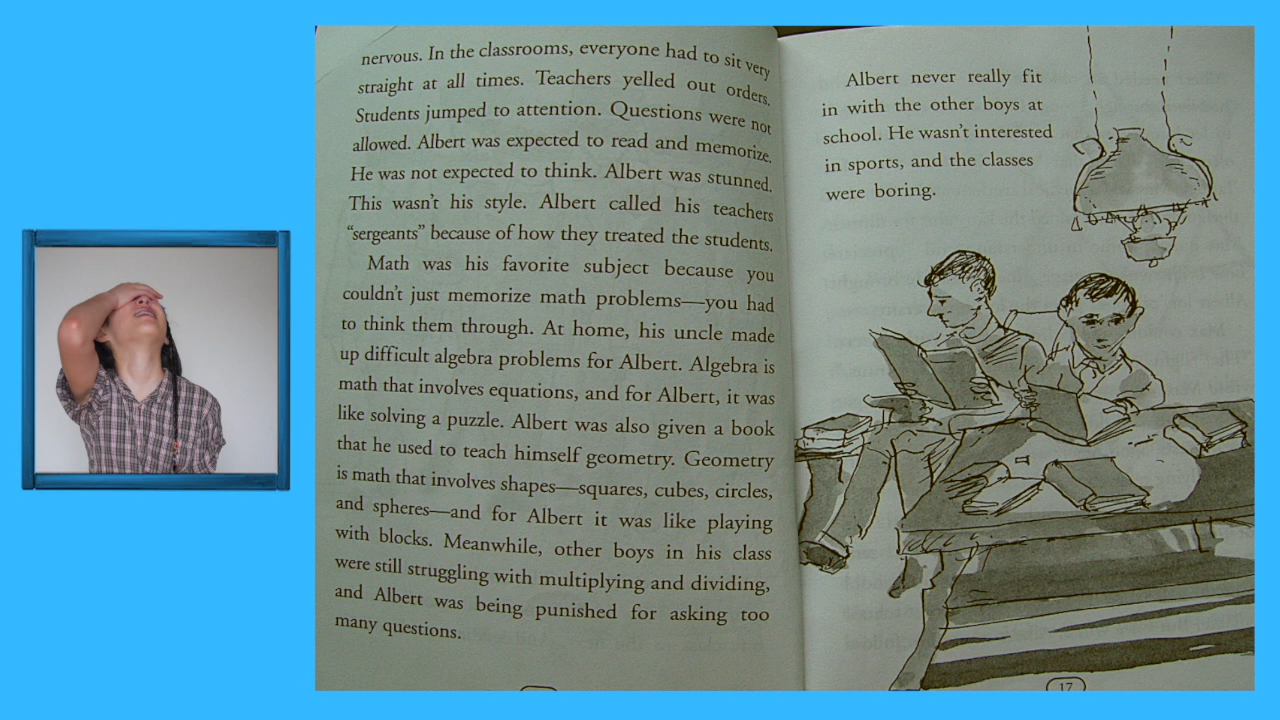 nervous. In the classrooms, everyone had to sit very
straight at all times. Teachers yelled out orders.
Students jumped to attention. Questions were not
allowed. Albert was expected to read and memorize.
He was not expected to think. Albert was stunned.
This wasn't his style. Albert called his teachers
“sergeants” because of how they treated the students.
Math was his favorite subject because you
couldn't just memorize math problems—you had
to think them through. At home, his uncle made
up difficult algebra problems for Albert. Algebra is
math that involves equations, and for Albert, it was
like solving a puzzle. Albert was also given a book
that he used to teach himself geometry. Geometry
is math that involves shapes—squares, cubes, circles,
and spheres—and for Albert it was like playing
with blocks. Meanwhile, other boys in his class
were still struggling with multiplying and dividing,
and Albert was being punished for asking too
many questions.
Albert never really fit
in with the other boys at
school. He wasn't interested
in sports, and the classes
were boring.
17